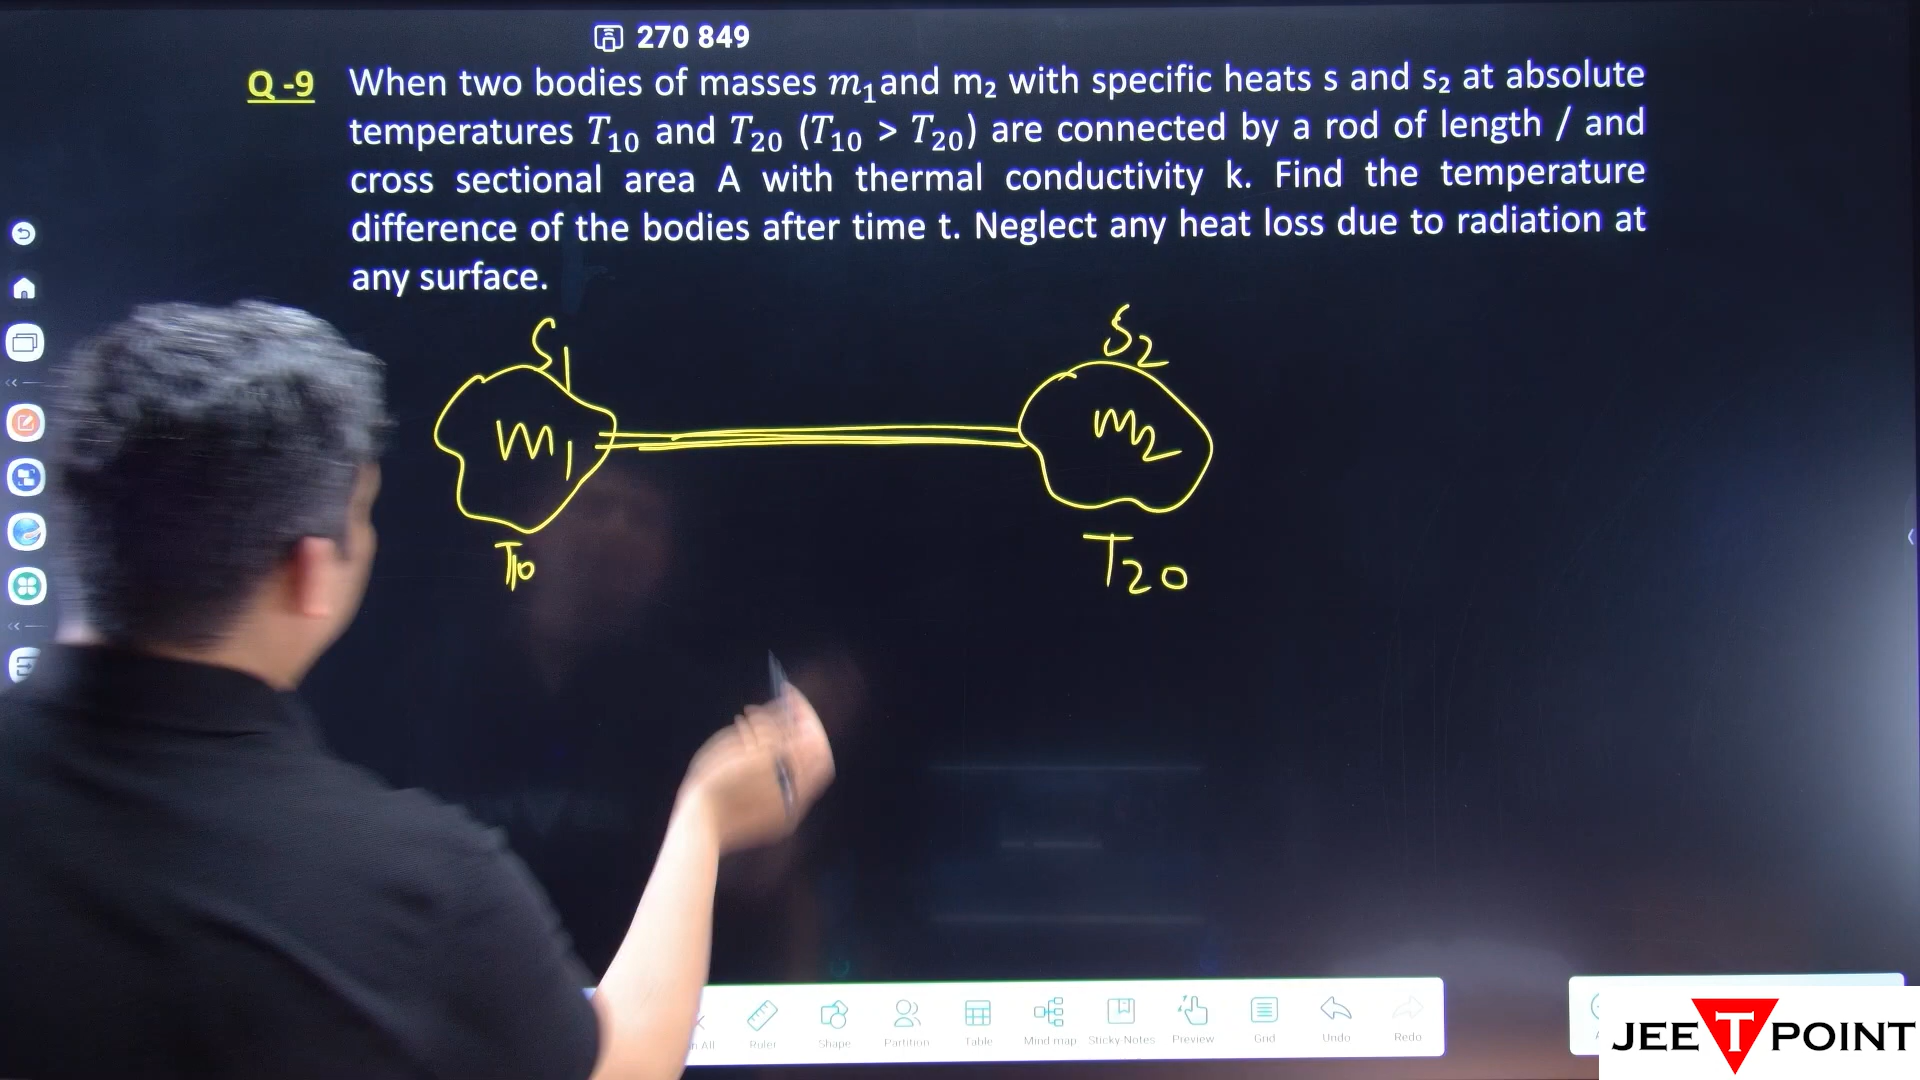 270 849
Q -9 When two bodies of masses m₁and m₂ with specific heats s and s₂ at absolute
temperatures T₁₀ and T₂₀ (T₁₀ > T₂₀) are connected by a rod of length / and
cross sectional area A with thermal conductivity k. Find the temperature
difference of the bodies after time t. Neglect any heat loss due to radiation at
any surface.
S₁ S₂
m₁ m₂
T₁₀ T₂₀
All Ruler Shape Partition Table Mind map Sticky-Notes Preview Grid Undo Redo
JEE T POINT